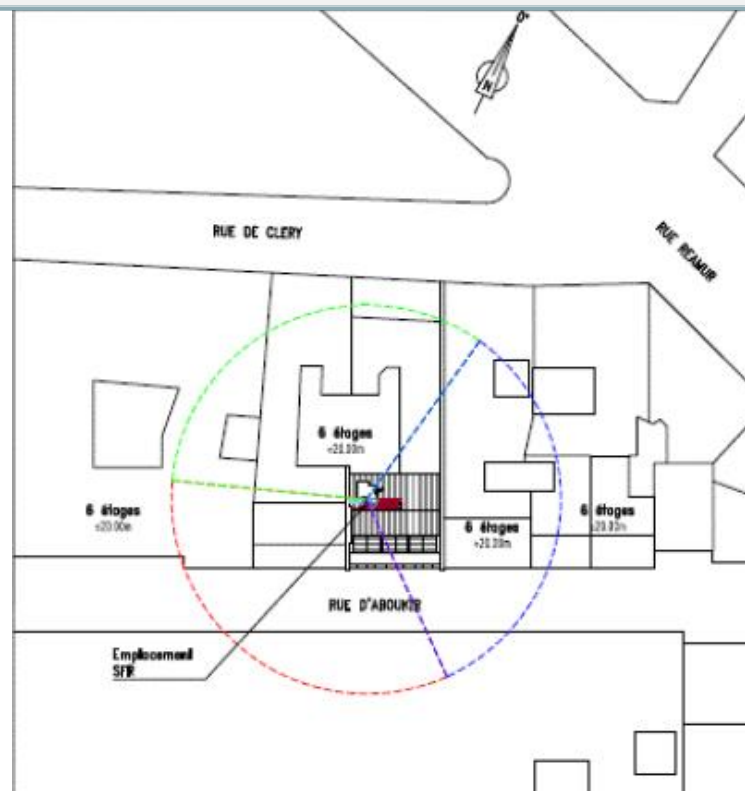 0°
N
RUE DE CLERY
RUE REAMUR
6 étages
≈20.00m
6 étages
≈20.00m
6 étages
≈20.00m
6 étages
≈20.00m
RUE D'ABOUKIR
Emplacement
SFR